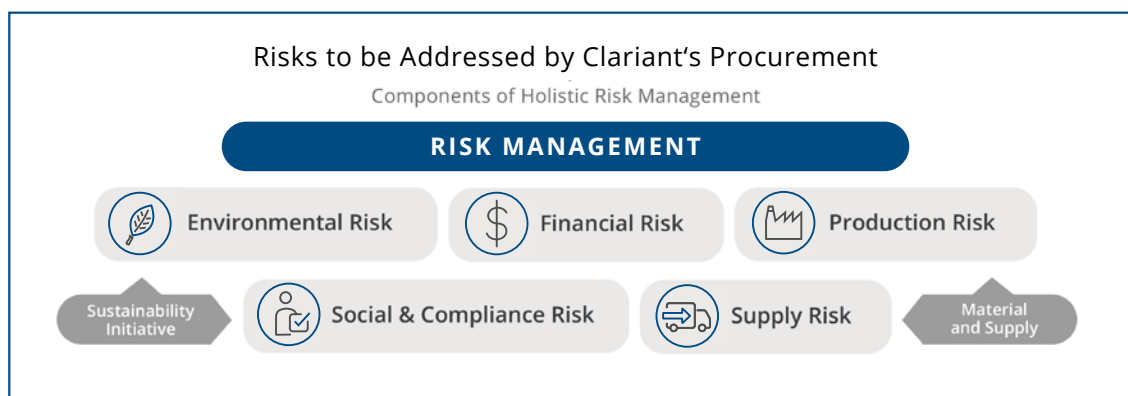 Risks to be Addressed by Clariant‘s Procurement
Components of Holistic Risk Management
RISK MANAGEMENT
Environmental Risk
Financial Risk
Production Risk
Sustainability
Initiative
Social & Compliance Risk
Supply Risk
Material
and Supply